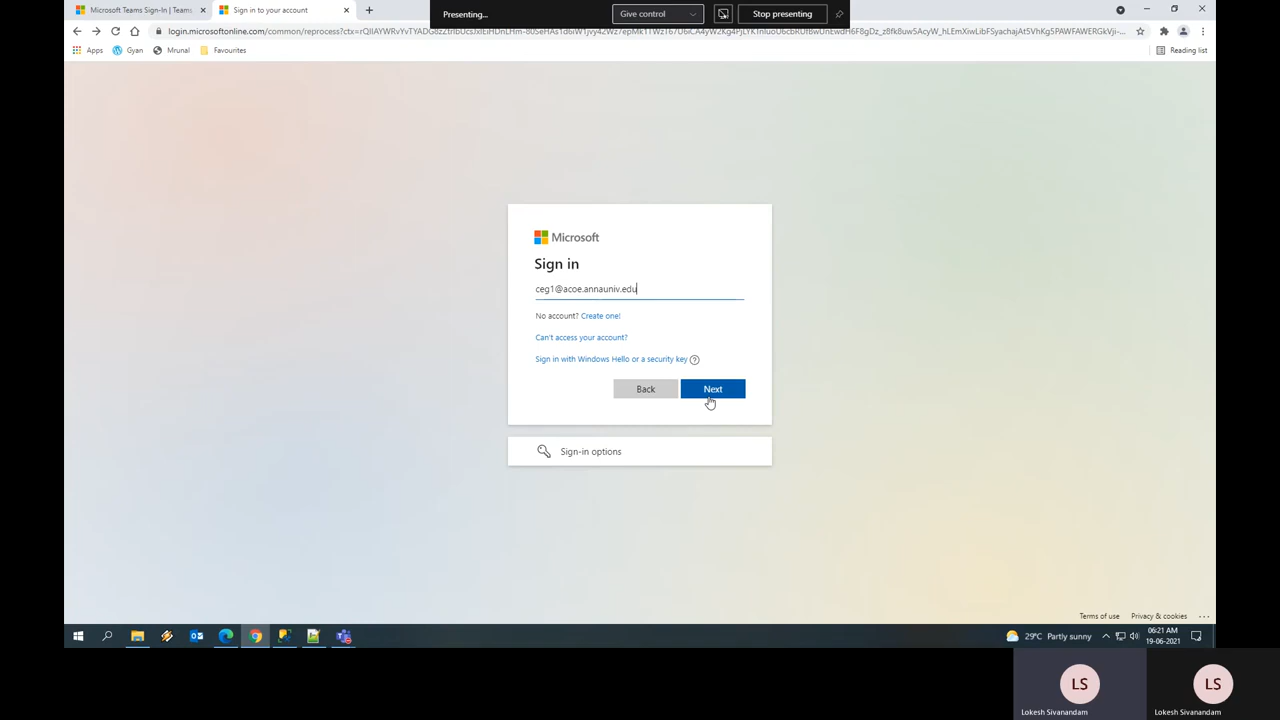 Microsoft Teams Sign-In | Teams
Sign in to your account
Presenting...
Give control
Stop presenting
Apps
Gyan
Mrunal
Favourites
Reading list
Microsoft
Sign in
ceg1@acoe.annauniv.edu
No account? Create one!
Can't access your account?
Sign in with Windows Hello or a security key
Back
Next
Sign-in options
Terms of use
Privacy & cookies
...
29°C Partly sunny
06:21 AM
19-06-2021
LS
LS
Lokesh Sivanandam
Lokesh Sivanandam